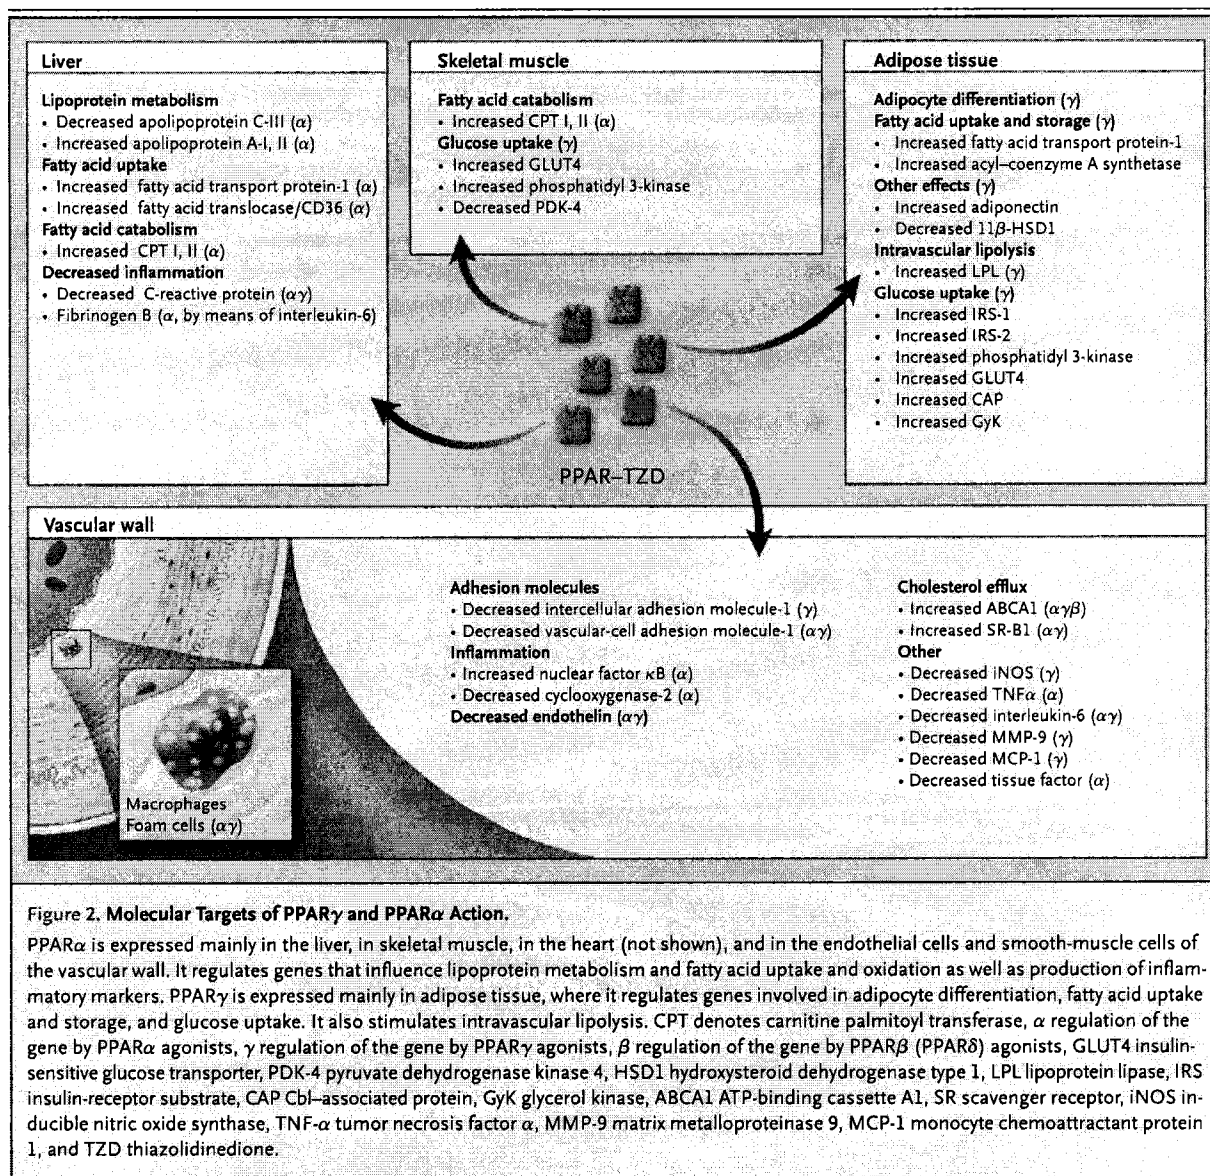 Liver
Lipoprotein metabolism
• Decreased apolipoprotein C-III (α)
• Increased apolipoprotein A-I, II (α)
Fatty acid uptake
• Increased fatty acid transport protein-1 (α)
• Increased fatty acid translocase/CD36 (α)
Fatty acid catabolism
• Increased CPT I, II (α)
Decreased inflammation
• Decreased C-reactive protein (αγ)
• Fibrinogen B (α, by means of interleukin-6)
Skeletal muscle
Fatty acid catabolism
• Increased CPT I, II (α)
Glucose uptake (γ)
• Increased GLUT4
• Increased phosphatidyl 3-kinase
• Decreased PDK-4
Adipose tissue
Adipocyte differentiation (γ)
Fatty acid uptake and storage (γ)
• Increased fatty acid transport protein-1
• Increased acyl–coenzyme A synthetase
Other effects (γ)
• Increased adiponectin
• Decreased 11β-HSD1
Intravascular lipolysis
• Increased LPL (γ)
Glucose uptake (γ)
• Increased IRS-1
• Increased IRS-2
• Increased phosphatidyl 3-kinase
• Increased GLUT4
• Increased CAP
• Increased GyK
PPAR–TZD
Vascular wall
Macrophages
Foam cells (αγ)
Adhesion molecules
• Decreased intercellular adhesion molecule-1 (γ)
• Decreased vascular-cell adhesion molecule-1 (αγ)
Inflammation
• Increased nuclear factor κB (α)
• Decreased cyclooxygenase-2 (α)
Decreased endothelin (αγ)
Cholesterol efflux
• Increased ABCA1 (αγβ)
• Increased SR-B1 (αγ)
Other
• Decreased iNOS (γ)
• Decreased TNFα (α)
• Decreased interleukin-6 (αγ)
• Decreased MMP-9 (γ)
• Decreased MCP-1 (γ)
• Decreased tissue factor (α)
Figure 2. Molecular Targets of PPARγ and PPARα Action.
PPARα is expressed mainly in the liver, in skeletal muscle, in the heart (not shown), and in the endothelial cells and smooth-muscle cells of
the vascular wall. It regulates genes that influence lipoprotein metabolism and fatty acid uptake and oxidation as well as production of inflam-
matory markers. PPARγ is expressed mainly in adipose tissue, where it regulates genes involved in adipocyte differentiation, fatty acid uptake
and storage, and glucose uptake. It also stimulates intravascular lipolysis. CPT denotes carnitine palmitoyl transferase, α regulation of the
gene by PPARα agonists, γ regulation of the gene by PPARγ agonists, β regulation of the gene by PPARβ (PPARδ) agonists, GLUT4 insulin-
sensitive glucose transporter, PDK-4 pyruvate dehydrogenase kinase 4, HSD1 hydroxysteroid dehydrogenase type 1, LPL lipoprotein lipase, IRS
insulin-receptor substrate, CAP Cbl–associated protein, GyK glycerol kinase, ABCA1 ATP-binding cassette A1, SR scavenger receptor, iNOS in-
ducible nitric oxide synthase, TNF-α tumor necrosis factor α, MMP-9 matrix metalloproteinase 9, MCP-1 monocyte chemoattractant protein
1, and TZD thiazolidinedione.